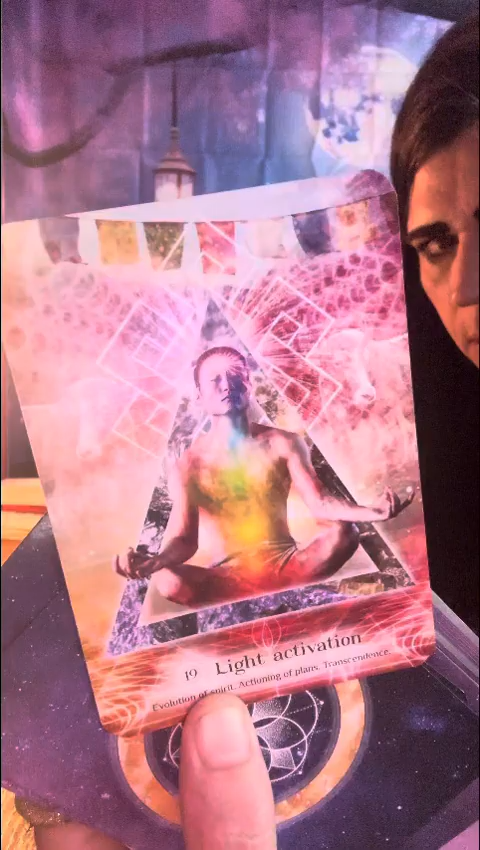 19 Light activation
Evolution of spirit. Actioning of plans. Transcendence.